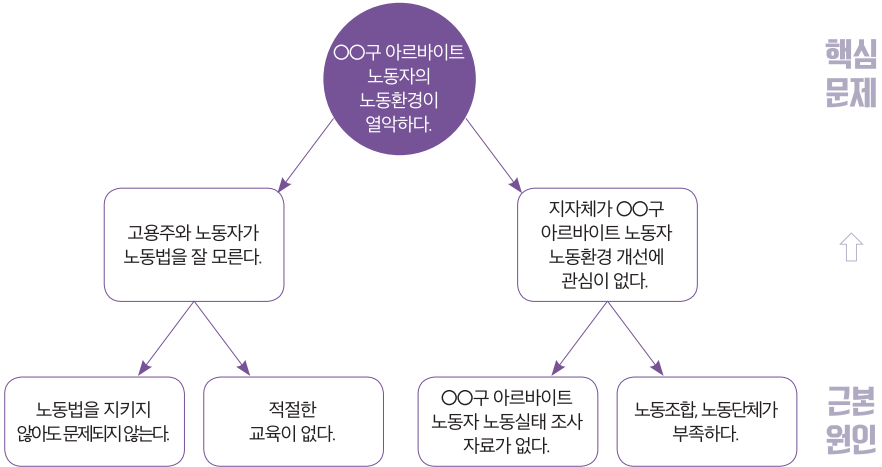 〇〇구 아르바이트
노동자의
노동환경이
열악하다.
핵심
문제
고용주와 노동자가
노동법을 잘 모른다.
지자체가 〇〇구
아르바이트 노동자
노동환경 개선에
관심이 없다.
노동법을 지키지
않아도 문제되지 않는다.
적절한
교육이 없다.
〇〇구 아르바이트
노동자 노동실태 조사
자료가 없다.
노동조합, 노동단체가
부족하다.
근본
원인